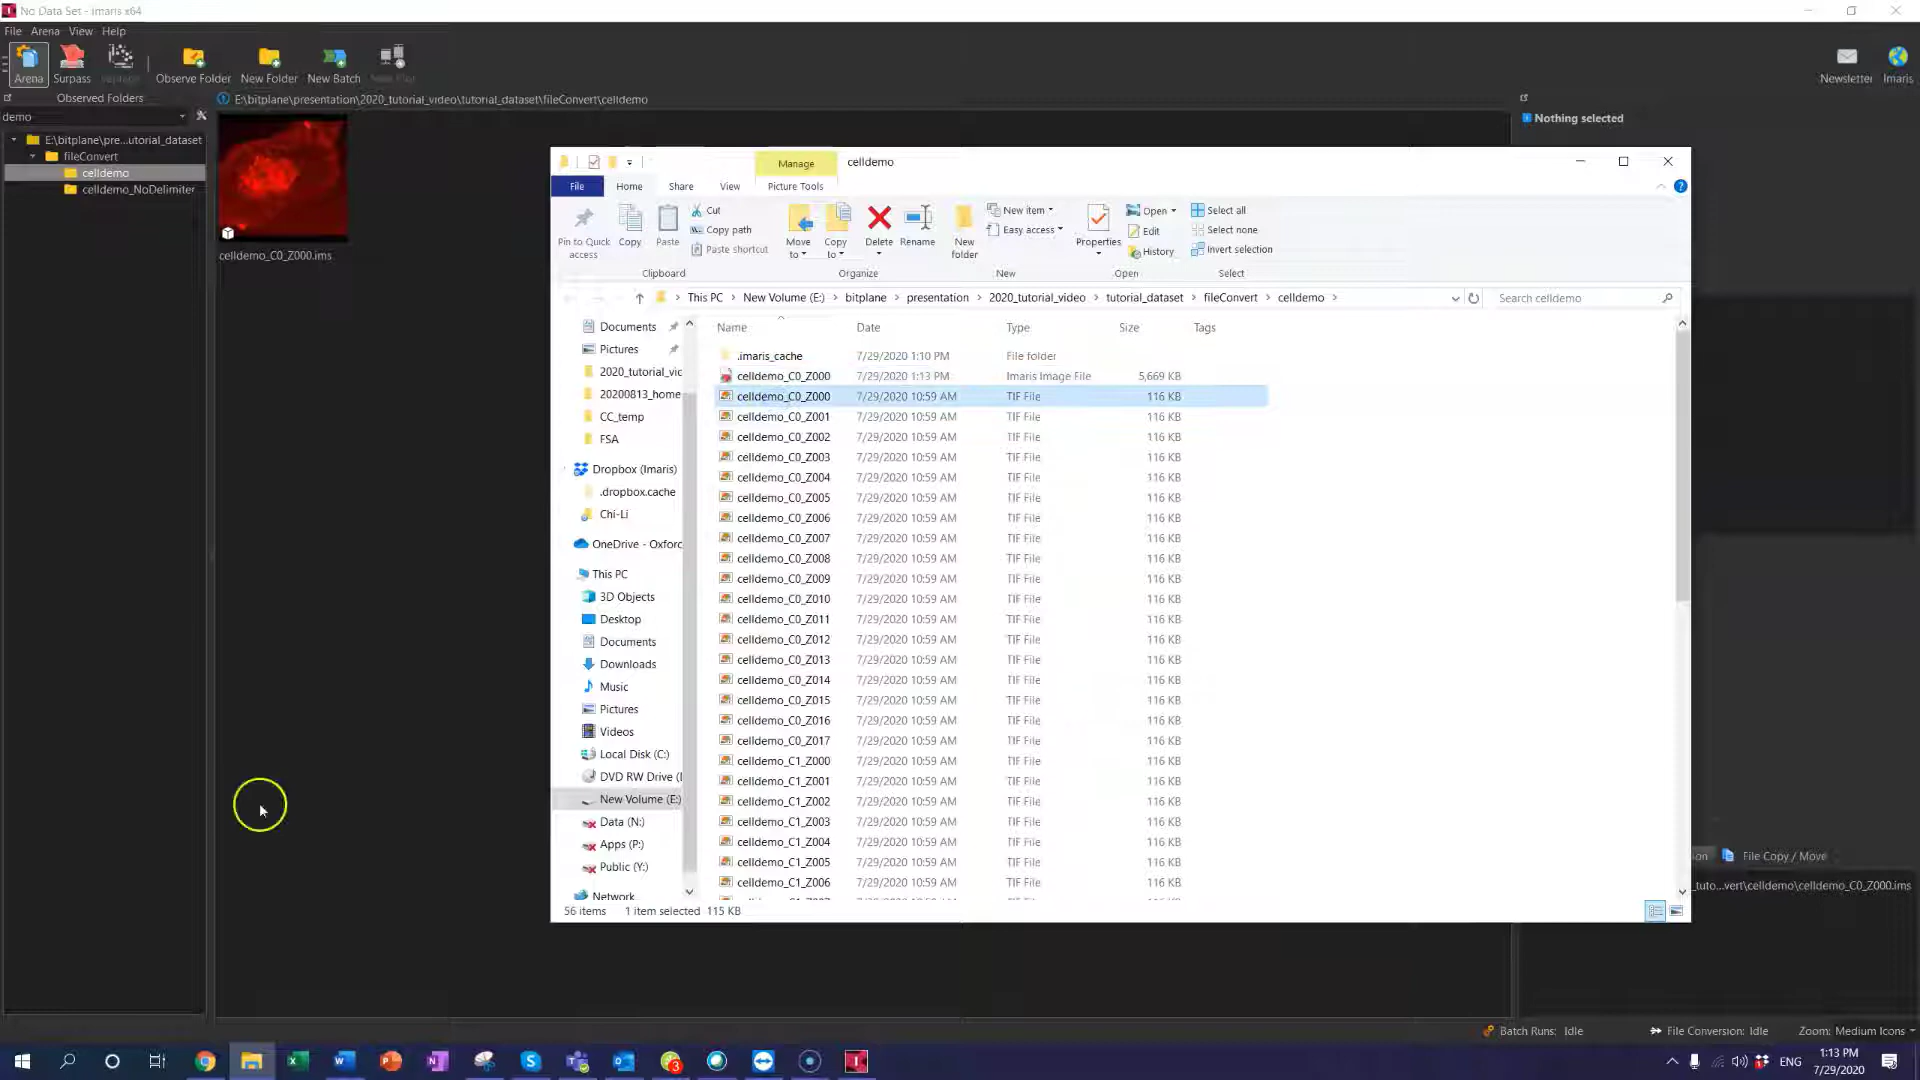 No Data Set - Imaris x64
File Arena View Help
Arena Surpass Observe Folder New Folder New Batch Newsletter Imaris
Observed Folders
E:\bitplane\presentation\2020_tutorial_video\tutorial_dataset\fileConvert\celldemo
demo
E:\bitplane\pre...utorial_dataset
fileConvert
celldemo
celldemo_NoDelimiter
celldemo_C0_Z000.ims
Nothing selected
Manage celldemo
File Home Share View Picture Tools
Pin to Quick access
Copy
Paste
Cut
Copy path
Paste shortcut
Move to
Copy to
Delete
Rename
New folder
New item
Easy access
Properties
Open
Edit
History
Select all
Select none
Invert selection
Clipboard Organize New Open Select
This PC New Volume (E:) bitplane presentation 2020_tutorial_video tutorial_dataset fileConvert celldemo
Search celldemo
Documents
Pictures
2020_tutorial_vic
20200813_home
CC_temp
FSA
Dropbox (Imaris)
.dropbox.cache
Chi-Li
OneDrive - Oxford
This PC
3D Objects
Desktop
Documents
Downloads
Music
Pictures
Videos
Local Disk (C:)
DVD RW Drive (
New Volume (E:)
Data (N:)
Apps (P:)
Public (Y:)
Network
Name Date Type Size Tags
.imaris_cache 7/29/2020 1:10 PM File folder
celldemo_C0_Z000 7/29/2020 1:13 PM Imaris Image File 5,669 KB
celldemo_C0_Z000 7/29/2020 10:59 AM TIF File 116 KB
celldemo_C0_Z001 7/29/2020 10:59 AM TIF File 116 KB
celldemo_C0_Z002 7/29/2020 10:59 AM TIF File 116 KB
celldemo_C0_Z003 7/29/2020 10:59 AM TIF File 116 KB
celldemo_C0_Z004 7/29/2020 10:59 AM TIF File 116 KB
celldemo_C0_Z005 7/29/2020 10:59 AM TIF File 116 KB
celldemo_C0_Z006 7/29/2020 10:59 AM TIF File 116 KB
celldemo_C0_Z007 7/29/2020 10:59 AM TIF File 116 KB
celldemo_C0_Z008 7/29/2020 10:59 AM TIF File 116 KB
celldemo_C0_Z009 7/29/2020 10:59 AM TIF File 116 KB
celldemo_C0_Z010 7/29/2020 10:59 AM TIF File 116 KB
celldemo_C0_Z011 7/29/2020 10:59 AM TIF File 116 KB
celldemo_C0_Z012 7/29/2020 10:59 AM TIF File 116 KB
celldemo_C0_Z013 7/29/2020 10:59 AM TIF File 116 KB
celldemo_C0_Z014 7/29/2020 10:59 AM TIF File 116 KB
celldemo_C0_Z015 7/29/2020 10:59 AM TIF File 116 KB
celldemo_C0_Z016 7/29/2020 10:59 AM TIF File 116 KB
celldemo_C0_Z017 7/29/2020 10:59 AM TIF File 116 KB
celldemo_C1_Z000 7/29/2020 10:59 AM TIF File 116 KB
celldemo_C1_Z001 7/29/2020 10:59 AM TIF File 116 KB
celldemo_C1_Z002 7/29/2020 10:59 AM TIF File 116 KB
celldemo_C1_Z003 7/29/2020 10:59 AM TIF File 116 KB
celldemo_C1_Z004 7/29/2020 10:59 AM TIF File 116 KB
celldemo_C1_Z005 7/29/2020 10:59 AM TIF File 116 KB
celldemo_C1_Z006 7/29/2020 10:59 AM TIF File 116 KB
56 items 1 item selected 115 KB
on File Copy / Move
_tuto...vert\celldemo\celldemo_C0_Z000.ims
Batch Runs: Idle File Conversion: Idle Zoom: Medium Icons
3 ENG 1:13 PM
7/29/2020